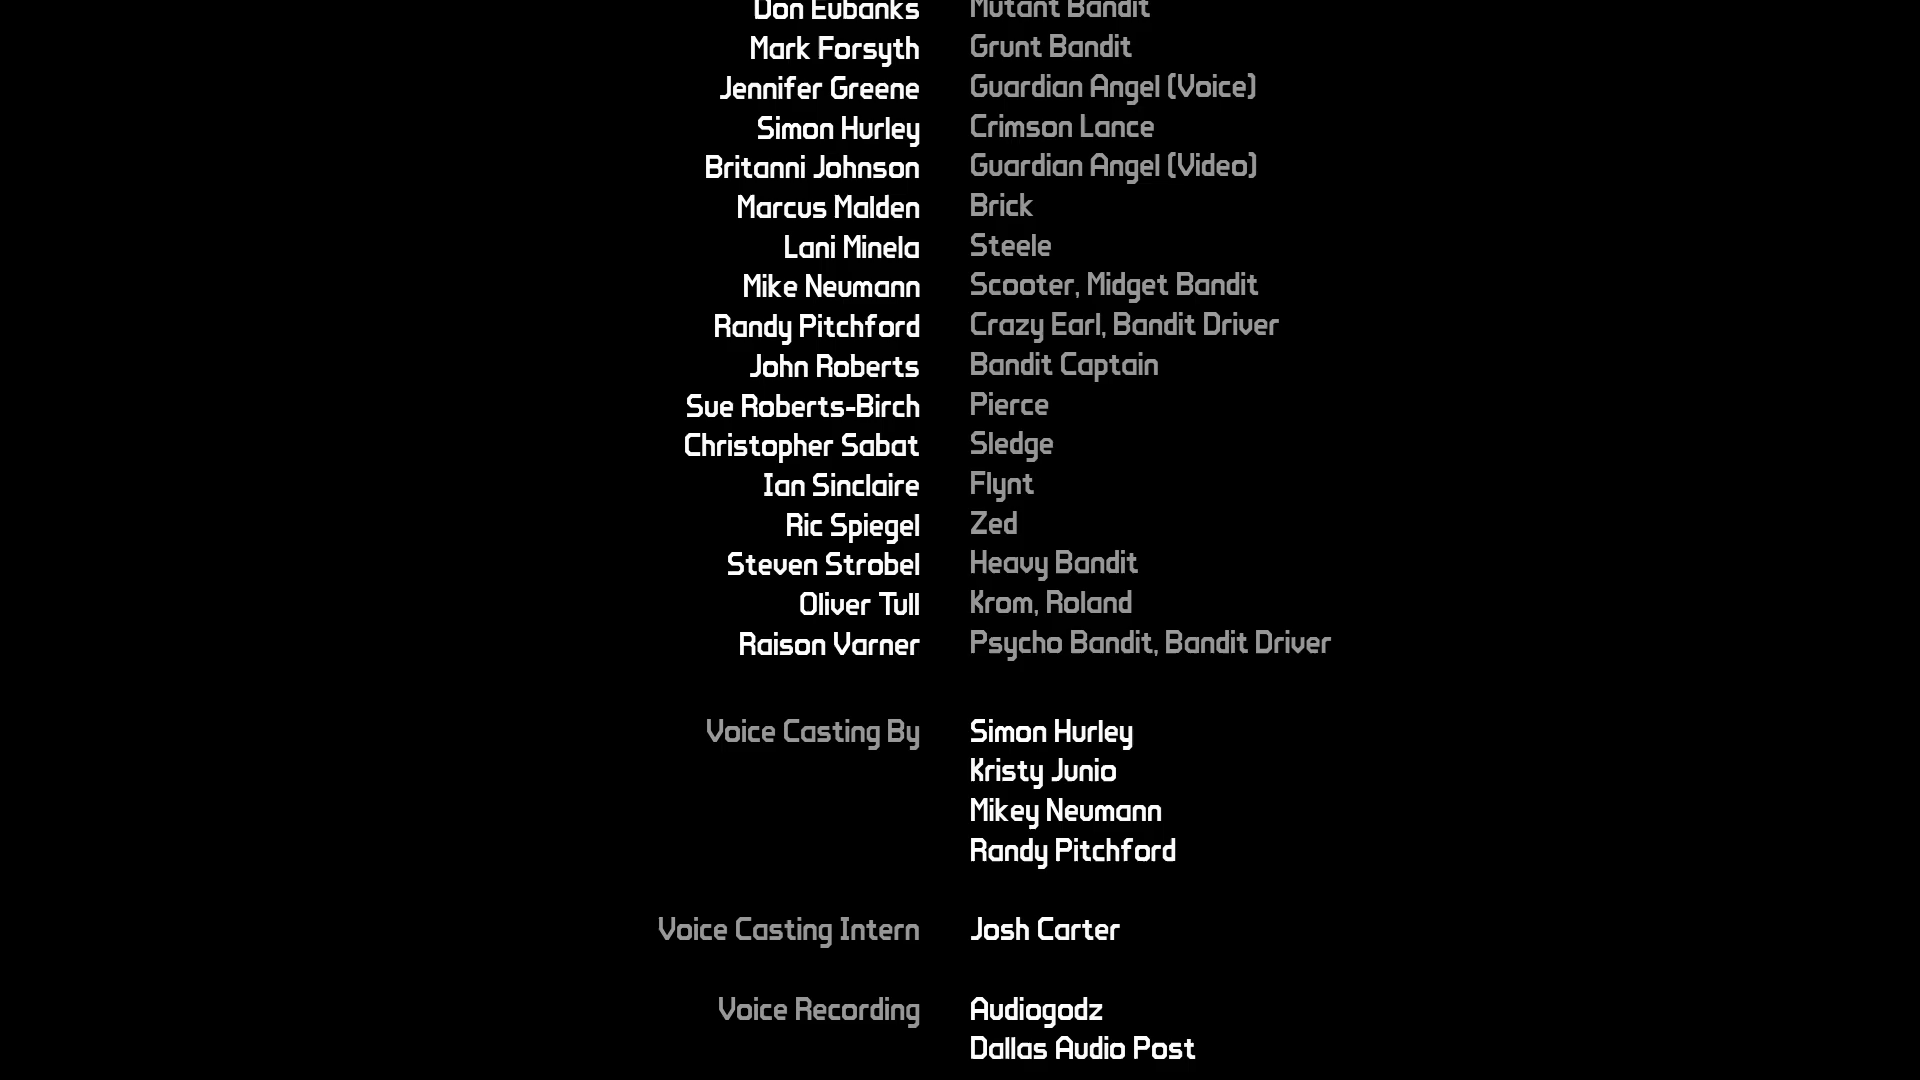 Don Eubanks Mutant Bandit
Mark Forsyth Grunt Bandit
Jennifer Greene Guardian Angel (Voice)
Simon Hurley Crimson Lance
Britanni Johnson Guardian Angel (Video)
Marcus Malden Brick
Lani Minela Steele
Mike Neumann Scooter, Midget Bandit
Randy Pitchford Crazy Earl, Bandit Driver
John Roberts Bandit Captain
Sue Roberts-Birch Pierce
Christopher Sabat Sledge
Ian Sinclaire Flynt
Ric Spiegel Zed
Steven Strobel Heavy Bandit
Oliver Tull Krom, Roland
Raison Varner Psycho Bandit, Bandit Driver
Voice Casting By Simon Hurley
Kristy Junio
Mikey Neumann
Randy Pitchford
Voice Casting Intern Josh Carter
Voice Recording Audiogodz
Dallas Audio Post